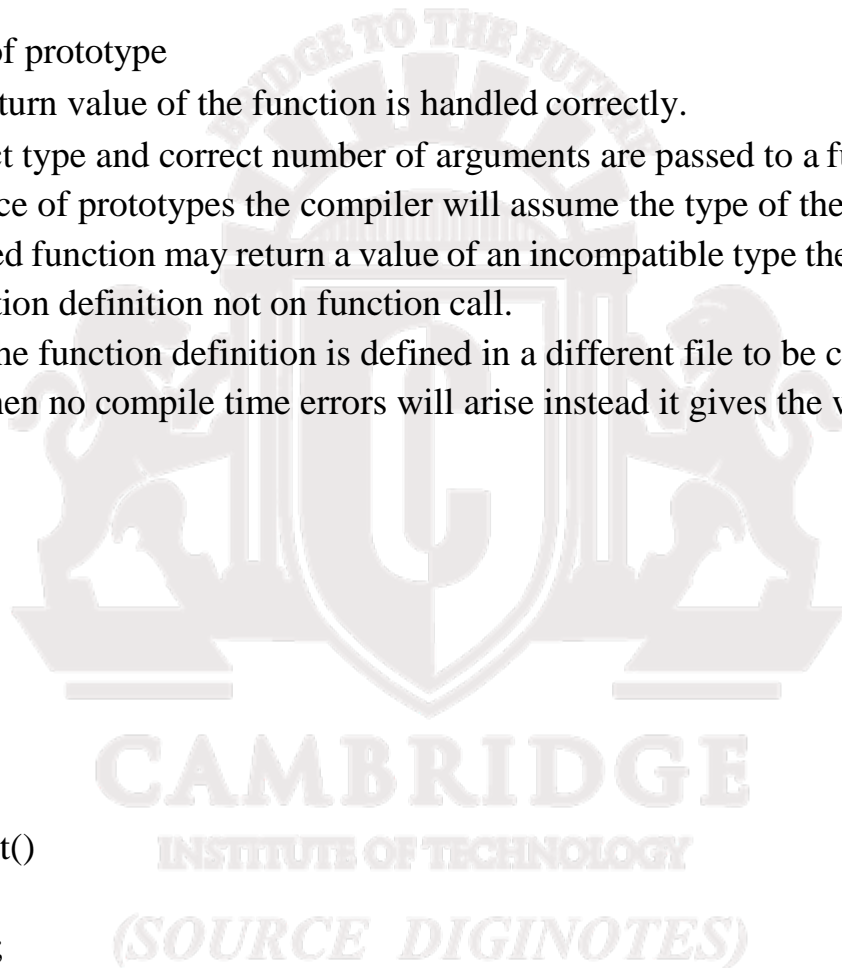 BRIDGE TO THE FUTURE
of prototype
turn value of the function is handled correctly.
ct type and correct number of arguments are passed to a fu
ce of prototypes the compiler will assume the type of the
ed function may return a value of an incompatible type the
tion definition not on function call.
he function definition is defined in a different file to be c
hen no compile time errors will arise instead it gives the w
CAMBRIDGE
t()
INSTITUTE OF TECHNOLOGY
;
(SOURCE DIGINOTES)